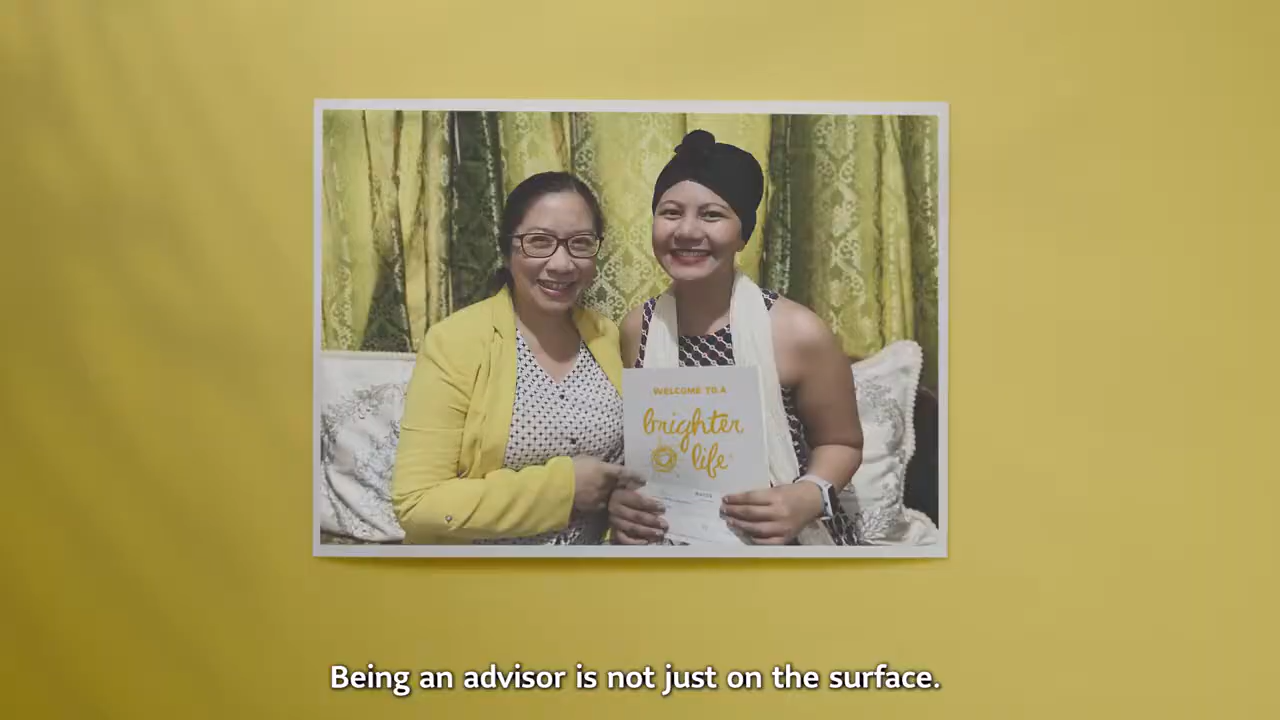 WELCOME TO A
brighter
life
Being an advisor is not just on the surface.